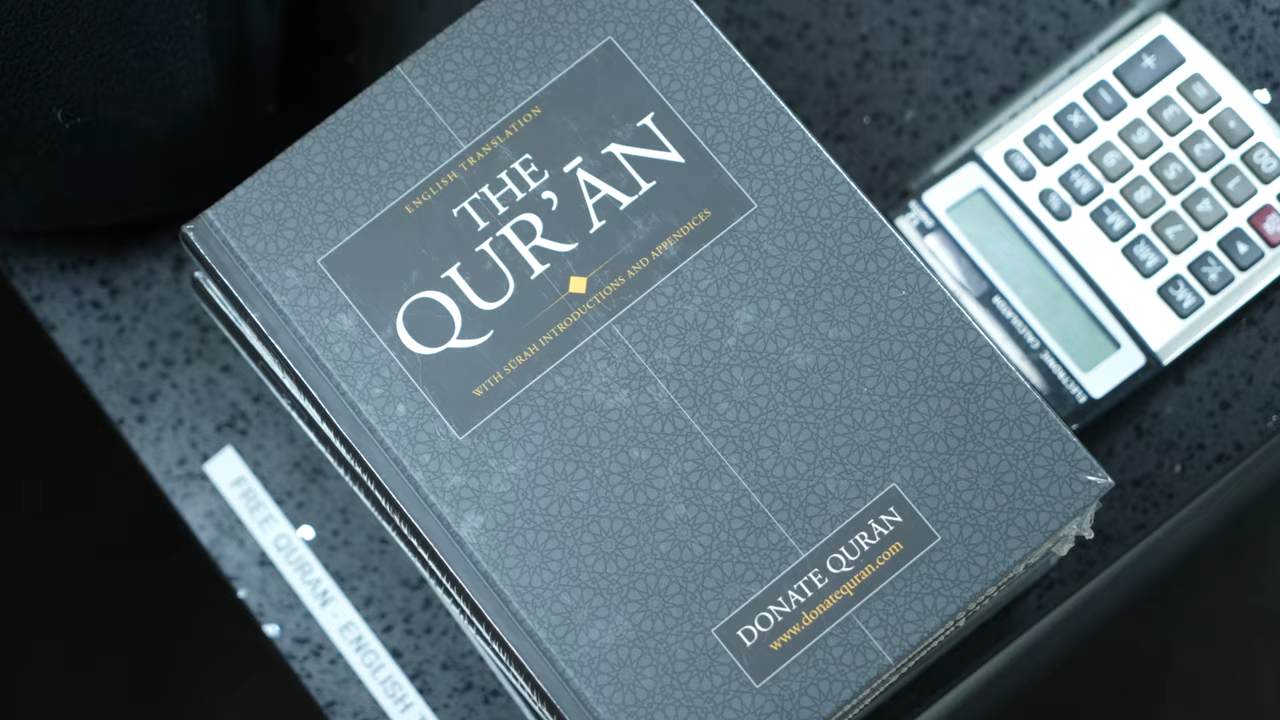 ENGLISH TRANSLATION
THE
QUR'ĀN
WITH SŪRAH INTRODUCTIONS AND APPENDICES
DONATE QURĀN
www.donatequran.com
FREE QURAN - ENGLISH
ELECTRONIC CALCULATOR